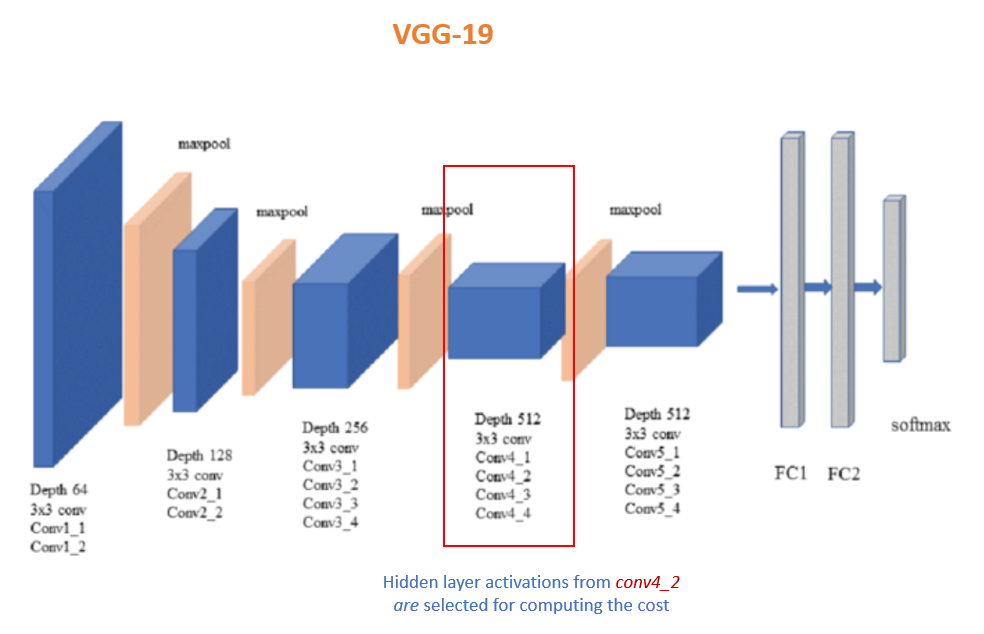 VGG-19
maxpool
maxpool
maxpool
maxpool
Depth 64
3x3 conv
Conv1_1
Conv1_2
Depth 128
3x3 conv
Conv2_1
Conv2_2
Depth 256
3x3 conv
Conv3_1
Conv3_2
Conv3_3
Conv3_4
Depth 512
3x3 conv
Conv4_1
Conv4_2
Conv4_3
Conv4_4
Depth 512
3x3 conv
Conv5_1
Conv5_2
Conv5_3
Conv5_4
FC1
FC2
softmax
Hidden layer activations from conv4_2
are selected for computing the cost